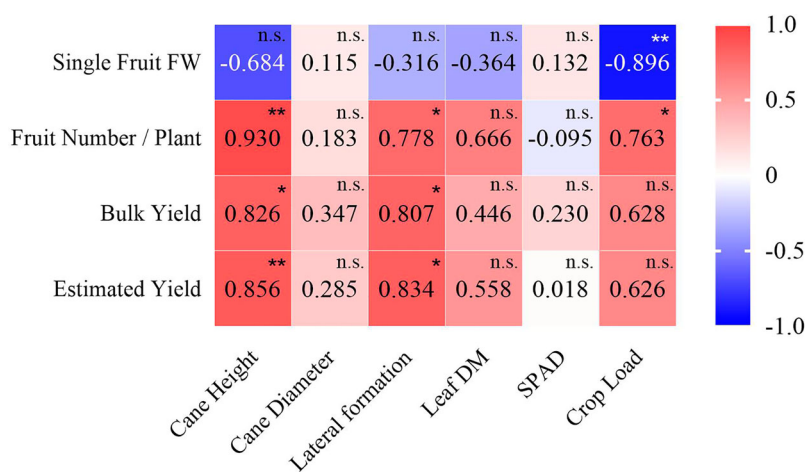 n.s. n.s. n.s. n.s. n.s. **
Single Fruit FW -0.684 0.115 -0.316 -0.364 0.132 -0.896
** n.s. * n.s. n.s. *
Fruit Number / Plant 0.930 0.183 0.778 0.666 -0.095 0.763
* n.s. * n.s. n.s. n.s.
Bulk Yield 0.826 0.347 0.807 0.446 0.230 0.628
** n.s. * n.s. n.s. n.s.
Estimated Yield 0.856 0.285 0.834 0.558 0.018 0.626
Cane Height
Cane Diameter
Lateral formation
Leaf DM
SPAD
Crop Load
1.0
0.5
0
-0.5
-1.0